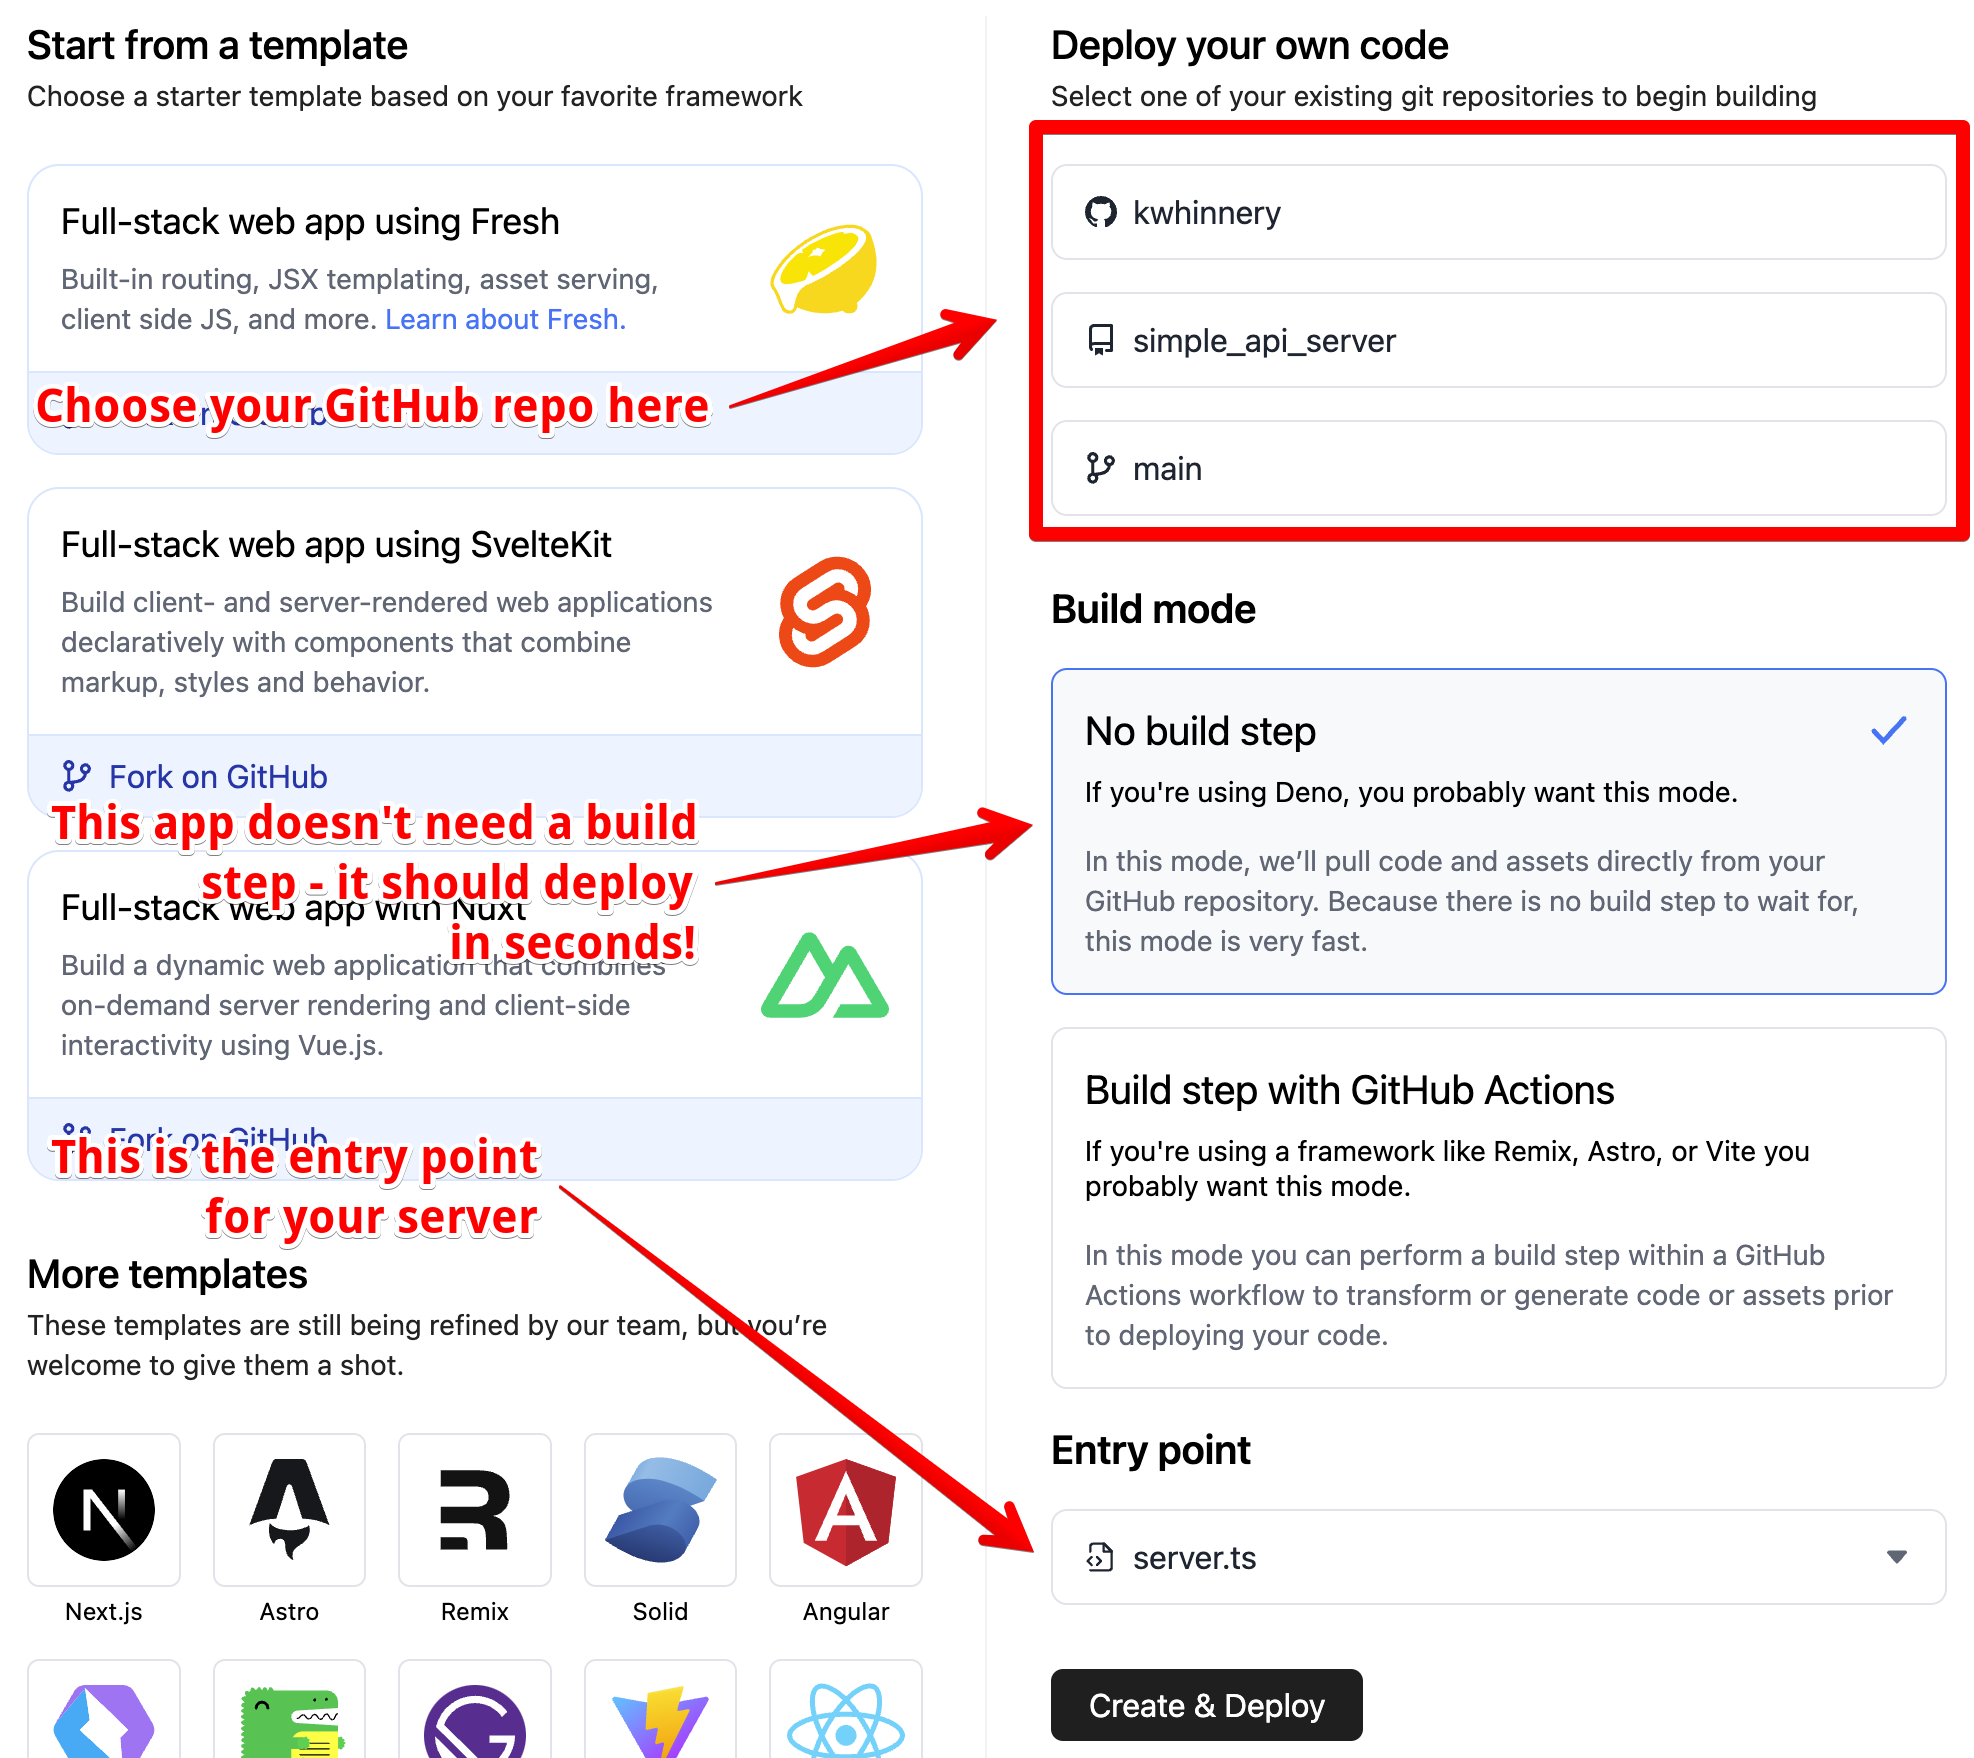 Start from a template
Choose a starter template based on your favorite framework
Full-stack web app using Fresh
Built-in routing, JSX templating, asset serving,
client side JS, and more. Learn about Fresh.
Choose your GitHub repo here
Full-stack web app using SvelteKit
Build client- and server-rendered web applications
declaratively with components that combine
markup, styles and behavior.
Fork on GitHub
This app doesn't need a build
step - it should deploy
in seconds!
Full-stack web app with Nuxt
Build a dynamic web application that combines
on-demand server rendering and client-side
interactivity using Vue.js.
Fork on GitHub
This is the entry point
for your server
More templates
These templates are still being refined by our team, but you’re
welcome to give them a shot.
Next.js
Astro
Remix
Solid
Angular
Deploy your own code
Select one of your existing git repositories to begin building
kwhinnery
simple_api_server
main
Build mode
No build step
If you're using Deno, you probably want this mode.
In this mode, we’ll pull code and assets directly from your
GitHub repository. Because there is no build step to wait for,
this mode is very fast.
Build step with GitHub Actions
If you're using a framework like Remix, Astro, or Vite you
probably want this mode.
In this mode you can perform a build step within a GitHub
Actions workflow to transform or generate code or assets prior
to deploying your code.
Entry point
server.ts
Create & Deploy